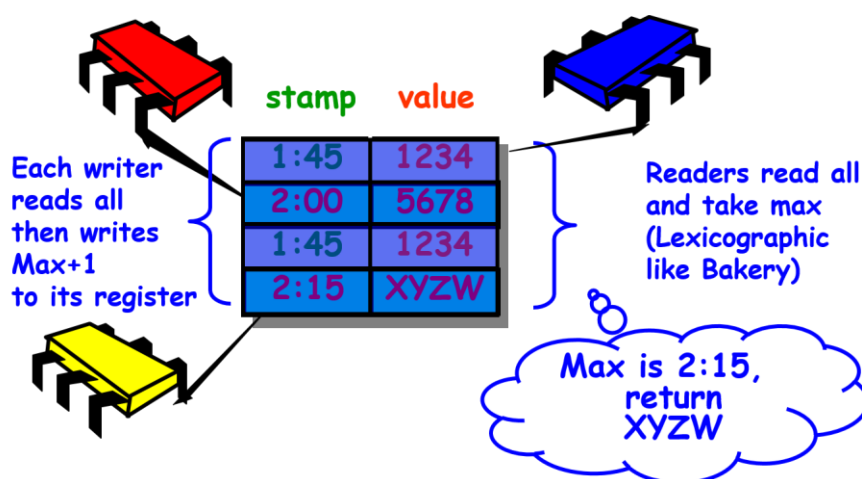 stamp value
1:45 1234
2:00 5678
1:45 1234
2:15 XYZW
Each writer
reads all
then writes
Max+1
to its register
Readers read all
and take max
(Lexicographic
like Bakery)
Max is 2:15,
return
XYZW